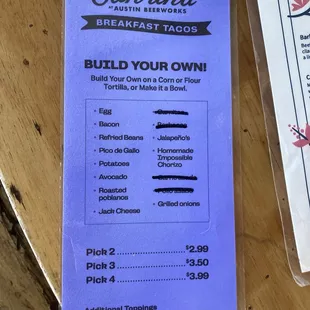 AUSTIN BEERWORKS
BREAKFAST TACOS
BUILD YOUR OWN!
Build Your Own on a Corn or Flour
Tortilla, or Make it a Bowl.
• Egg
• Bacon
• Refried Beans
• Pico de Gallo
• Potatoes
• Avocado
• Roasted
poblanos
• Jack Cheese
• Jalapeño's
• Homemade
Impossible
Chorizo
• Grilled onions
Pick 2 $2.99
Pick 3 $3.50
Pick 4 $3.99
Additional Toppings